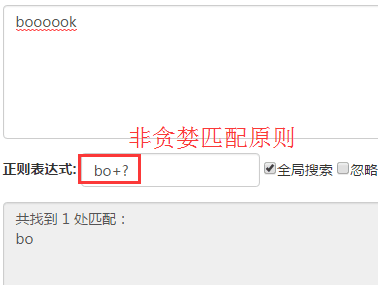 boooook
非贪婪匹配原则
正则表达式: bo+? 全局搜索 忽略
共找到 1 处匹配：
bo